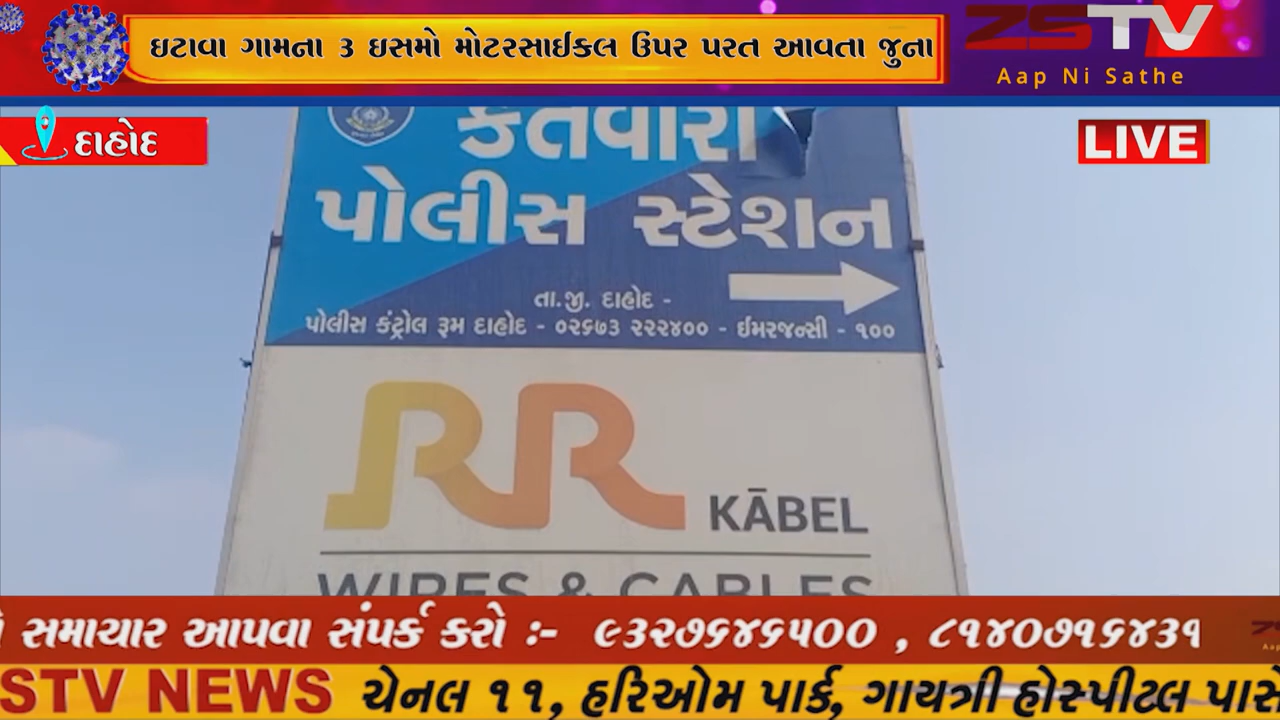 ઇટાવા ગામના ૩ ઇસમો મોટરસાઈકલ ઉપર પરત આવતા જુના
ZSTV
Aap Ni Sathe
દાહોદ
LIVE
કતવારા
પોલીસ સ્ટેશન
તા.જી. દાહોદ -
પોલીસ કંટ્રોલ રૂમ દાહોદ - ૦૨૬૭૩ ૨૨૨૪૦૦ - ઈમરજન્સી - ૧૦૦
RR KĀBEL
WIRES & CABLES
સમાચાર આપવા સંપર્ક કરો :- ૯૩૨૭૬૪૬૫૦૦ , ૮૧૪૦૭૧૬૪૩૧
STV NEWS ચેનલ ૧૧, હરિઓમ પાર્ક, ગાયત્રી હોસ્પીટલ પાસે